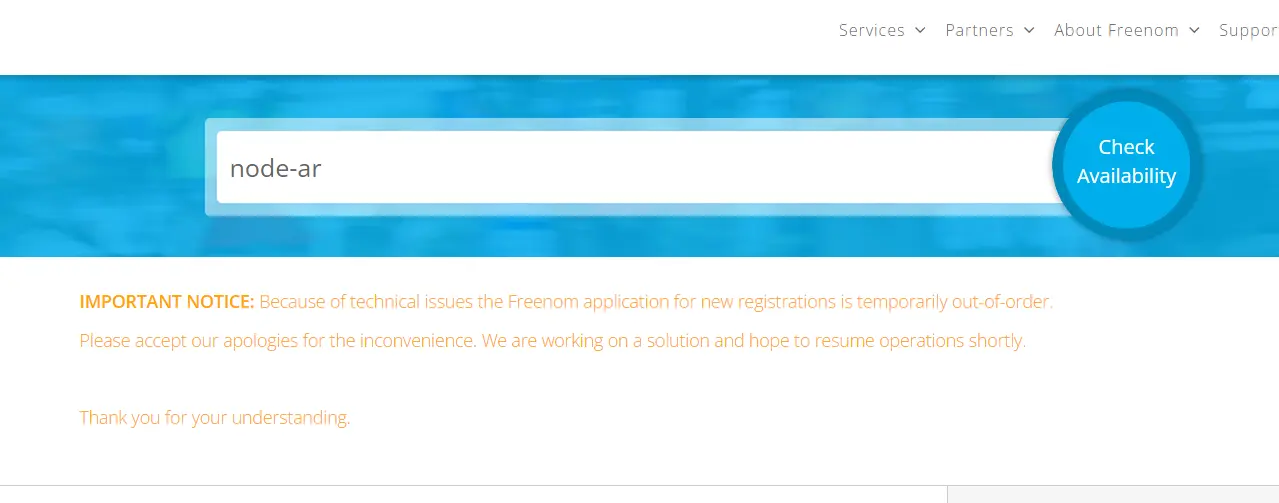 Services Partners About Freenom Suppor
node-ar
Check
Availability
IMPORTANT NOTICE: Because of technical issues the Freenom application for new registrations is temporarily out-of-order.
Please accept our apologies for the inconvenience. We are working on a solution and hope to resume operations shortly.
Thank you for your understanding.